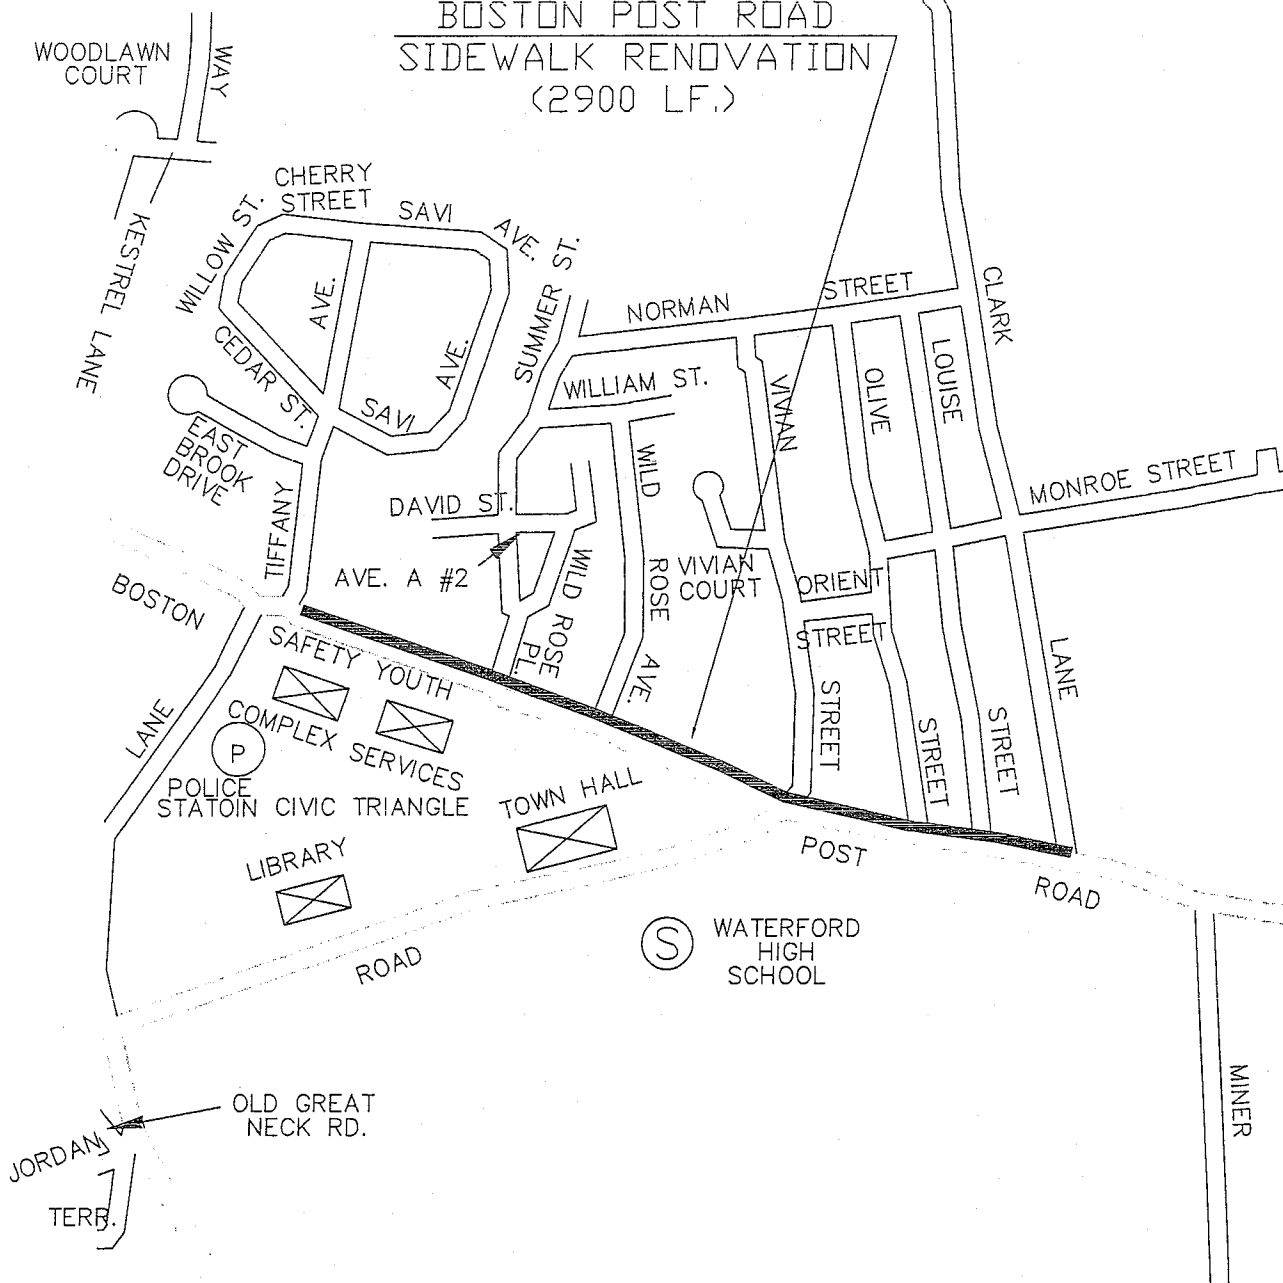 BOSTON POST ROAD
SIDEWALK RENOVATION
(2900 LF.)
WOODLAWN
COURT
WAY
KESTREL LANE
CHERRY
STREET
SAVI
AVE.
WILLOW ST.
AVE.
CEDAR ST.
SAVI
AVE.
SUMMER ST.
NORMAN
STREET
CLARK
WILLIAM ST.
VIVIAN
OLIVE
LOUISE
EAST
BROOK
DRIVE
WILD
MONROE STREET
DAVID ST.
TIFFANY
AVE. A #2
WILD ROSE
PL.
ROSE
AVE.
VIVIAN
COURT
ORIENT
STREET
BOSTON
SAFETY
YOUTH
COMPLEX
SERVICES
LANE
P
POLICE
STATOIN
CIVIC TRIANGLE
STREET
STREET
STREET
LANE
TOWN HALL
LIBRARY
POST
ROAD
ROAD
S
WATERFORD
HIGH
SCHOOL
MINER
OLD GREAT
NECK RD.
JORDAN
TERR.